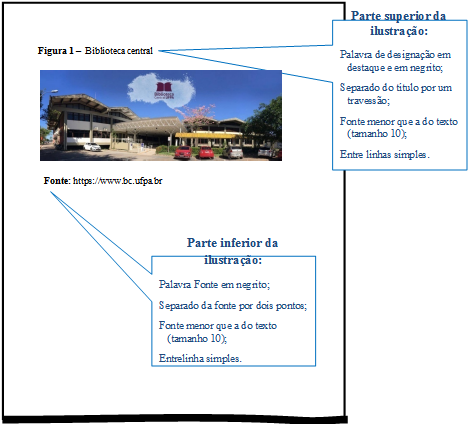 Parte superior da
ilustração:
Palavra de designação em
destaque e em negrito;
Separado do titulo por um
travessão;
Fonte menor que a do texto
(tamanho 10);
Entre linhas simples.
Figura 1 – Biblioteca central
Biblioteca
Fonte: https://www.bc.ufpa.br
Parte inferior da
ilustração:
Palavra Fonte em negrito;
Separado da fonte por dois pontos;
Fonte menor que a do texto
(tamanho 10);
Entrelinha simples.